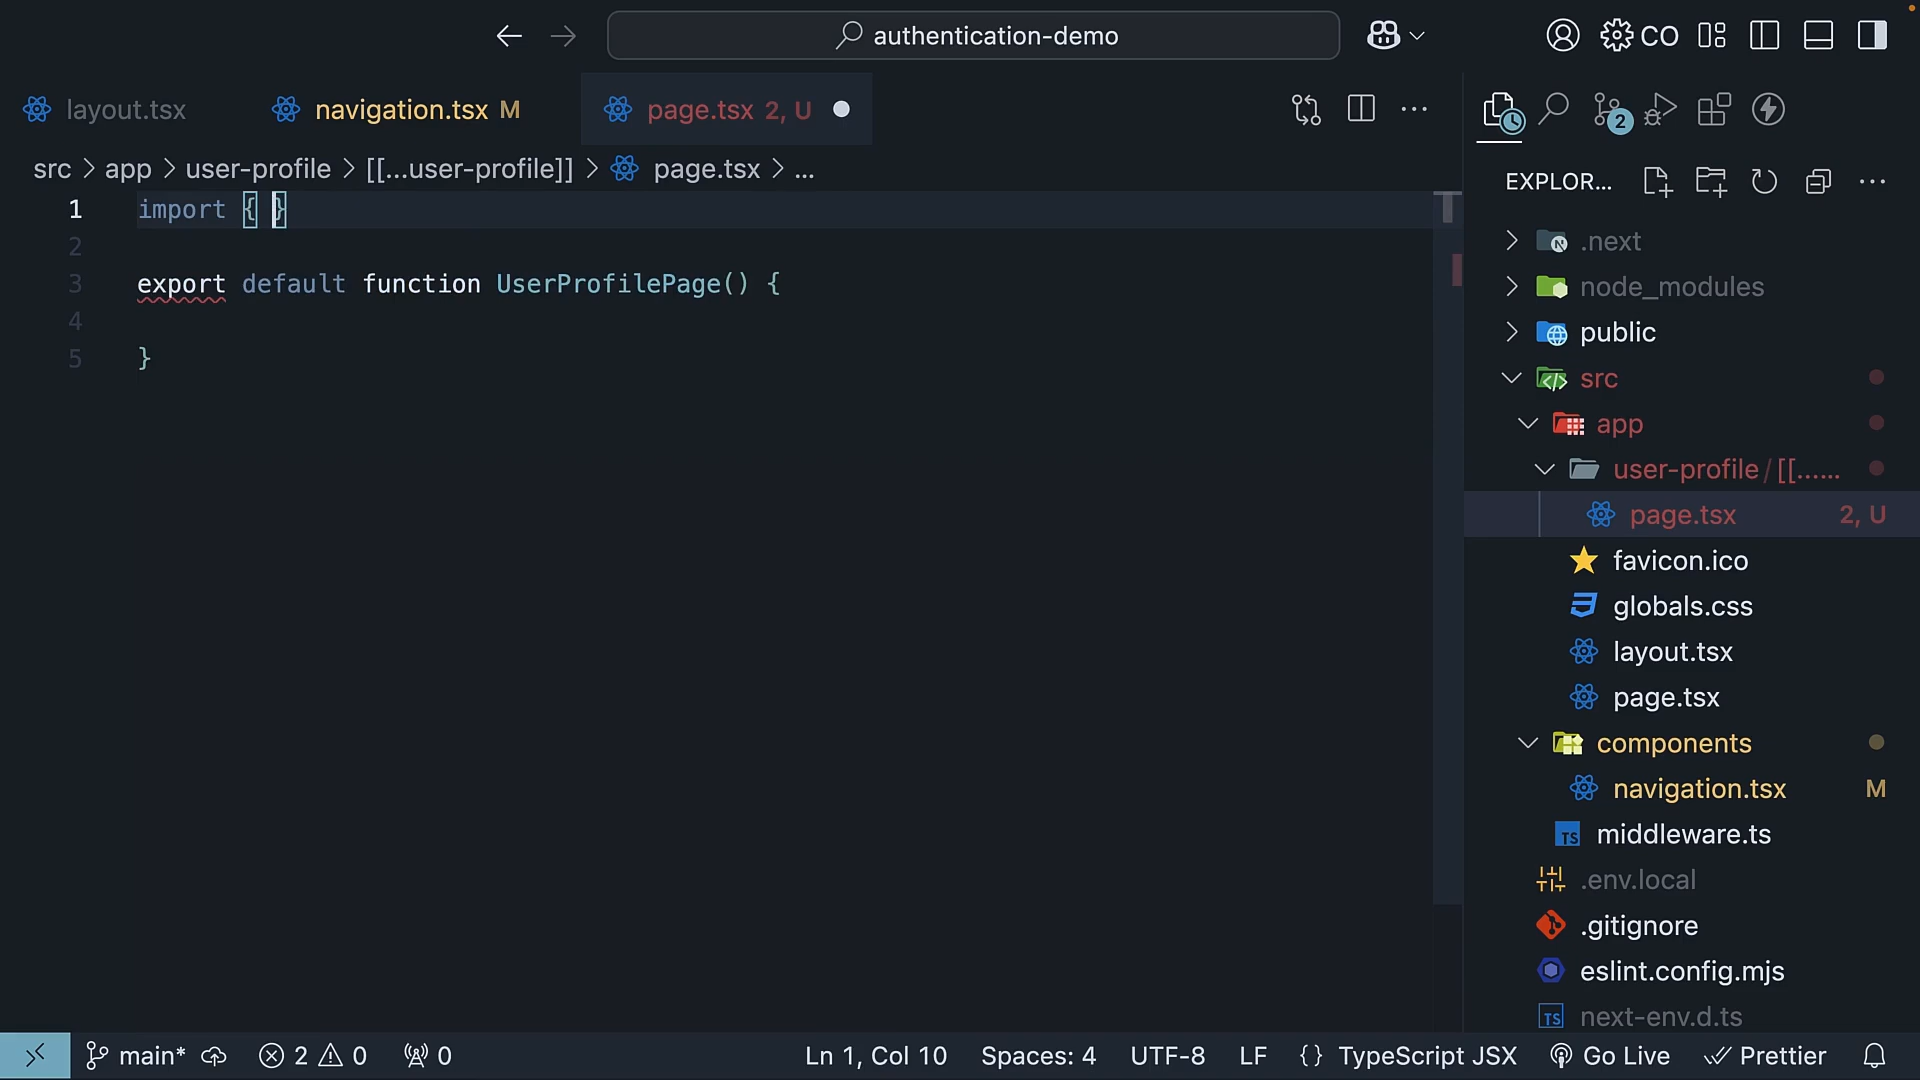 authentication-demo
CO
layout.tsx
navigation.tsx M
page.tsx 2, U
2
src > app > user-profile > [[...user-profile]] > page.tsx > ...
EXPLOR...
1 import { }
2
3 export default function UserProfilePage() {
4
5 }
.next
node_modules
public
src
app
user-profile/[[......
page.tsx 2, U
favicon.ico
globals.css
layout.tsx
page.tsx
components
navigation.tsx M
TS middleware.ts
.env.local
.gitignore
eslint.config.mjs
TS next-env.d.ts
main* 2 0 0 Ln 1, Col 10 Spaces: 4 UTF-8 LF {} TypeScript JSX Go Live Prettier